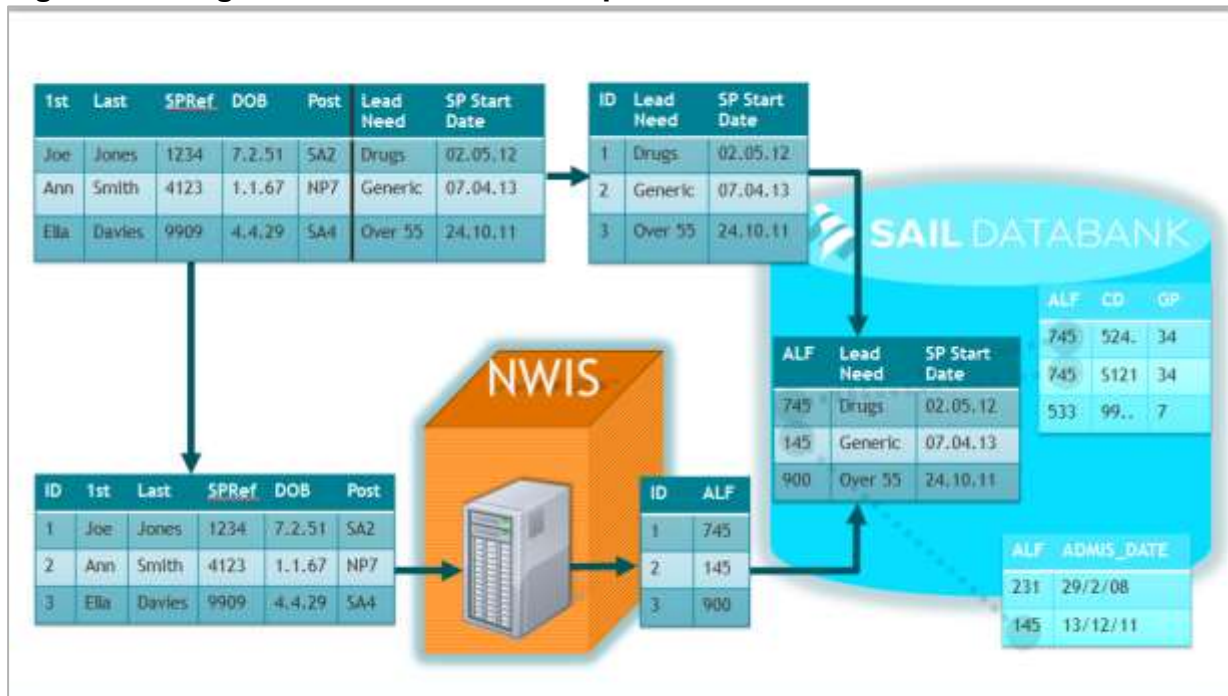 1st Last SPRef DOB Post Lead Need SP Start Date
Joe Jones 1234 7.2.51 SA2 Drugs 02.05.12
Ann Smith 4123 1.1.67 NP7 Generic 07.04.13
Ella Davies 9909 4.4.29 SA4 Over 55 24.10.11
ID Lead Need SP Start Date
1 Drugs 02.05.12
2 Generic 07.04.13
3 Over 55 24.10.11
SAIL DATABANK
ALF CD GP
745 524. 34
745 S121 34
533 99.. 7
ALF Lead Need SP Start Date
745 Drugs 02.05.12
145 Generic 07.04.13
900 Over 55 24.10.11
NWIS
ID 1st Last SPRef DOB Post
1 Joe Jones 1234 7.2.51 SA2
2 Ann Smith 4123 1.1.67 NP7
3 Ella Davies 9909 4.4.29 SA4
ID ALF
1 745
2 145
3 900
ALF ADMIS_DATE
231 29/2/08
145 13/12/11